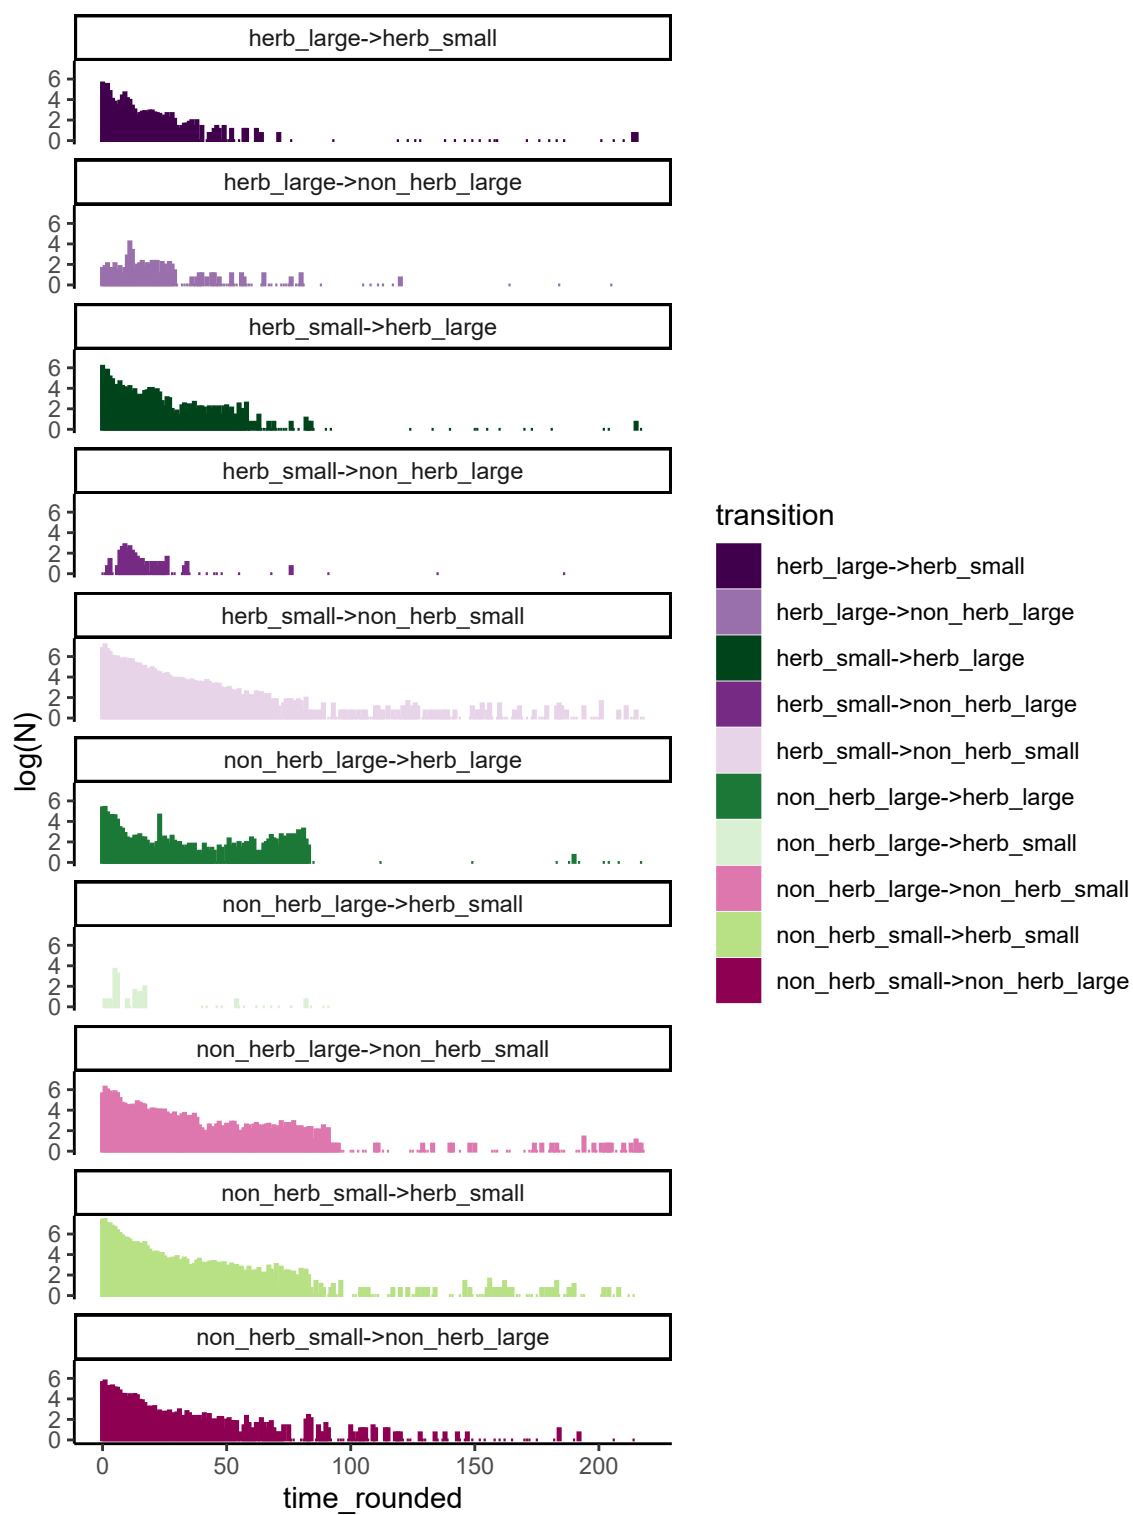 herb_large->herb_small
6
4
2
0
herb_large->non_herb_large
6
4
2
0
herb_small->herb_large
6
4
2
0
herb_small->non_herb_large
6
4
2
0
herb_small->non_herb_small
6
4
2
0
non_herb_large->herb_large
6
4
2
0
non_herb_large->herb_small
6
4
2
0
non_herb_large->non_herb_small
6
4
2
0
non_herb_small->herb_small
6
4
2
0
non_herb_small->non_herb_large
6
4
2
0
0 50 100 150 200
time_rounded
log(N)
transition
herb_large->herb_small
herb_large->non_herb_large
herb_small->herb_large
herb_small->non_herb_large
herb_small->non_herb_small
non_herb_large->herb_large
non_herb_large->herb_small
non_herb_large->non_herb_small
non_herb_small->herb_small
non_herb_small->non_herb_large